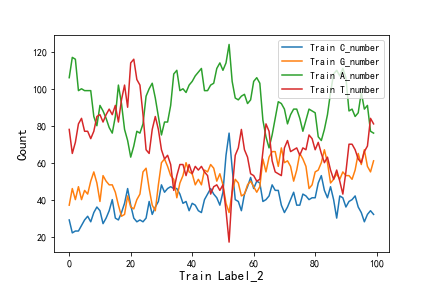 Train C_number
Train G_number
Train A_number
Train T_number
Count
120
100
80
60
40
20
0
20
40
60
80
100
Train Label_2